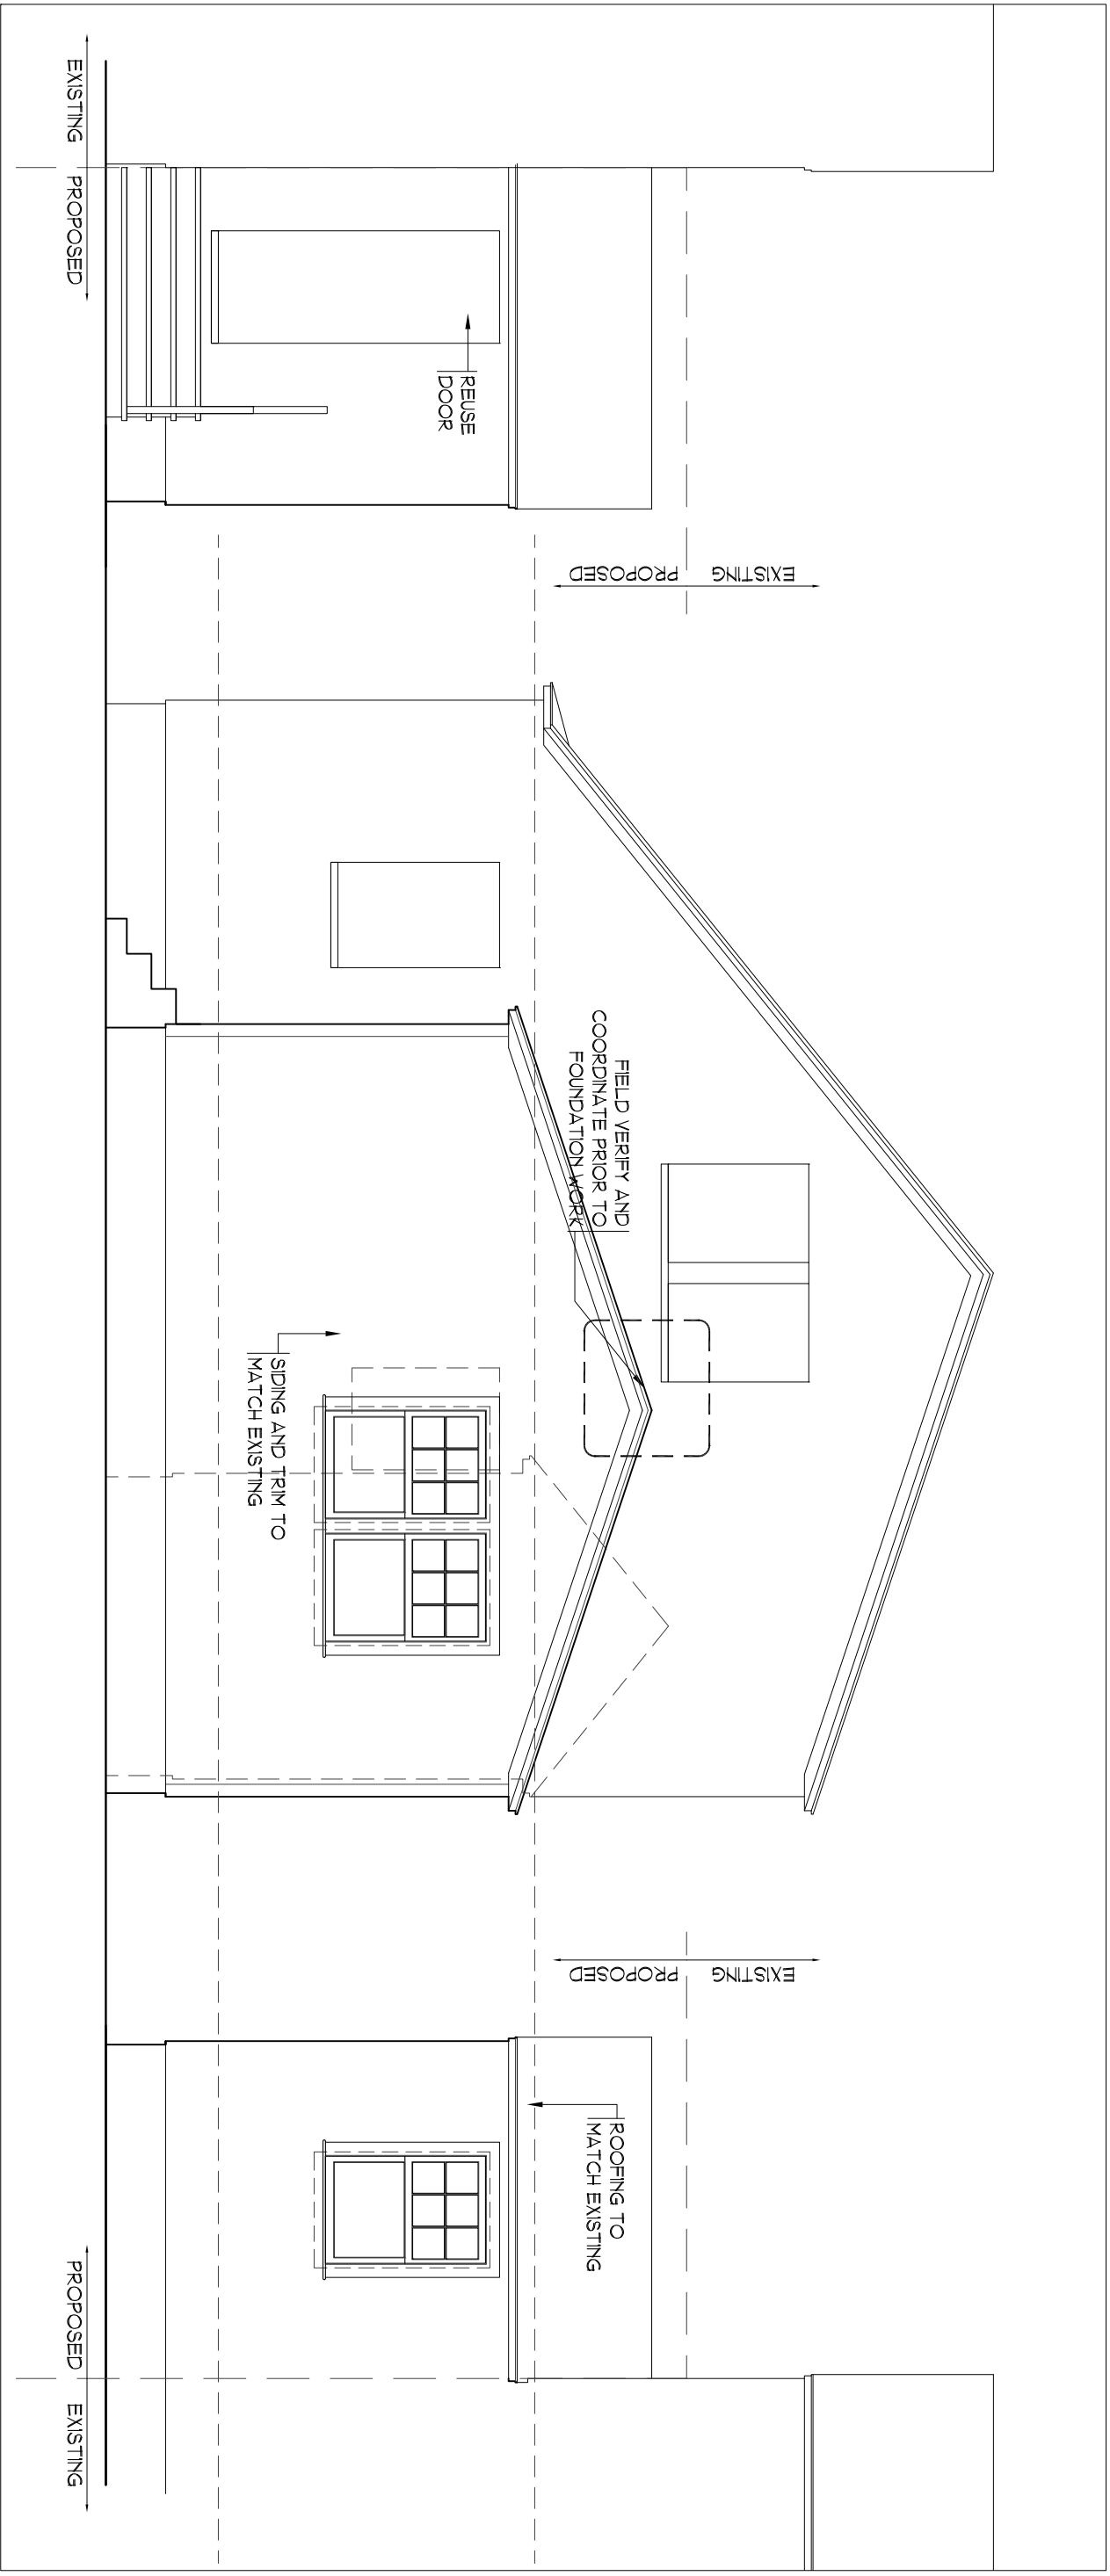 EXISTING PROPOSED
REUSE
DOOR
EXISTING
PROPOSED
FIELD VERIFY AND
COORDINATE PRIOR TO
FOUNDATION WORK
SIDING AND TRIM TO
MATCH EXISTING
EXISTING
PROPOSED
ROOFING TO
MATCH EXISTING
PROPOSED EXISTING